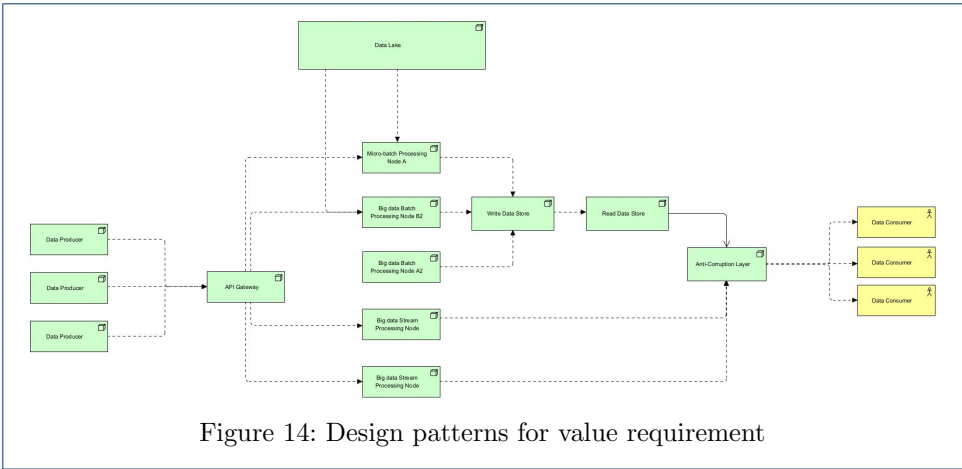 Data Lake
Micro-batch Processing
Node A
Big data Batch
Processing Node B2
Write Data Store
Read Data Store
Data Consumer
Data Producer
Big data Batch
Processing Node A2
Anti-Corruption Layer
Data Consumer
Data Producer
API Gateway
Data Consumer
Data Producer
Big data Stream
Processing Node
Big data Stream
Processing Node
Figure 14: Design patterns for value requirement